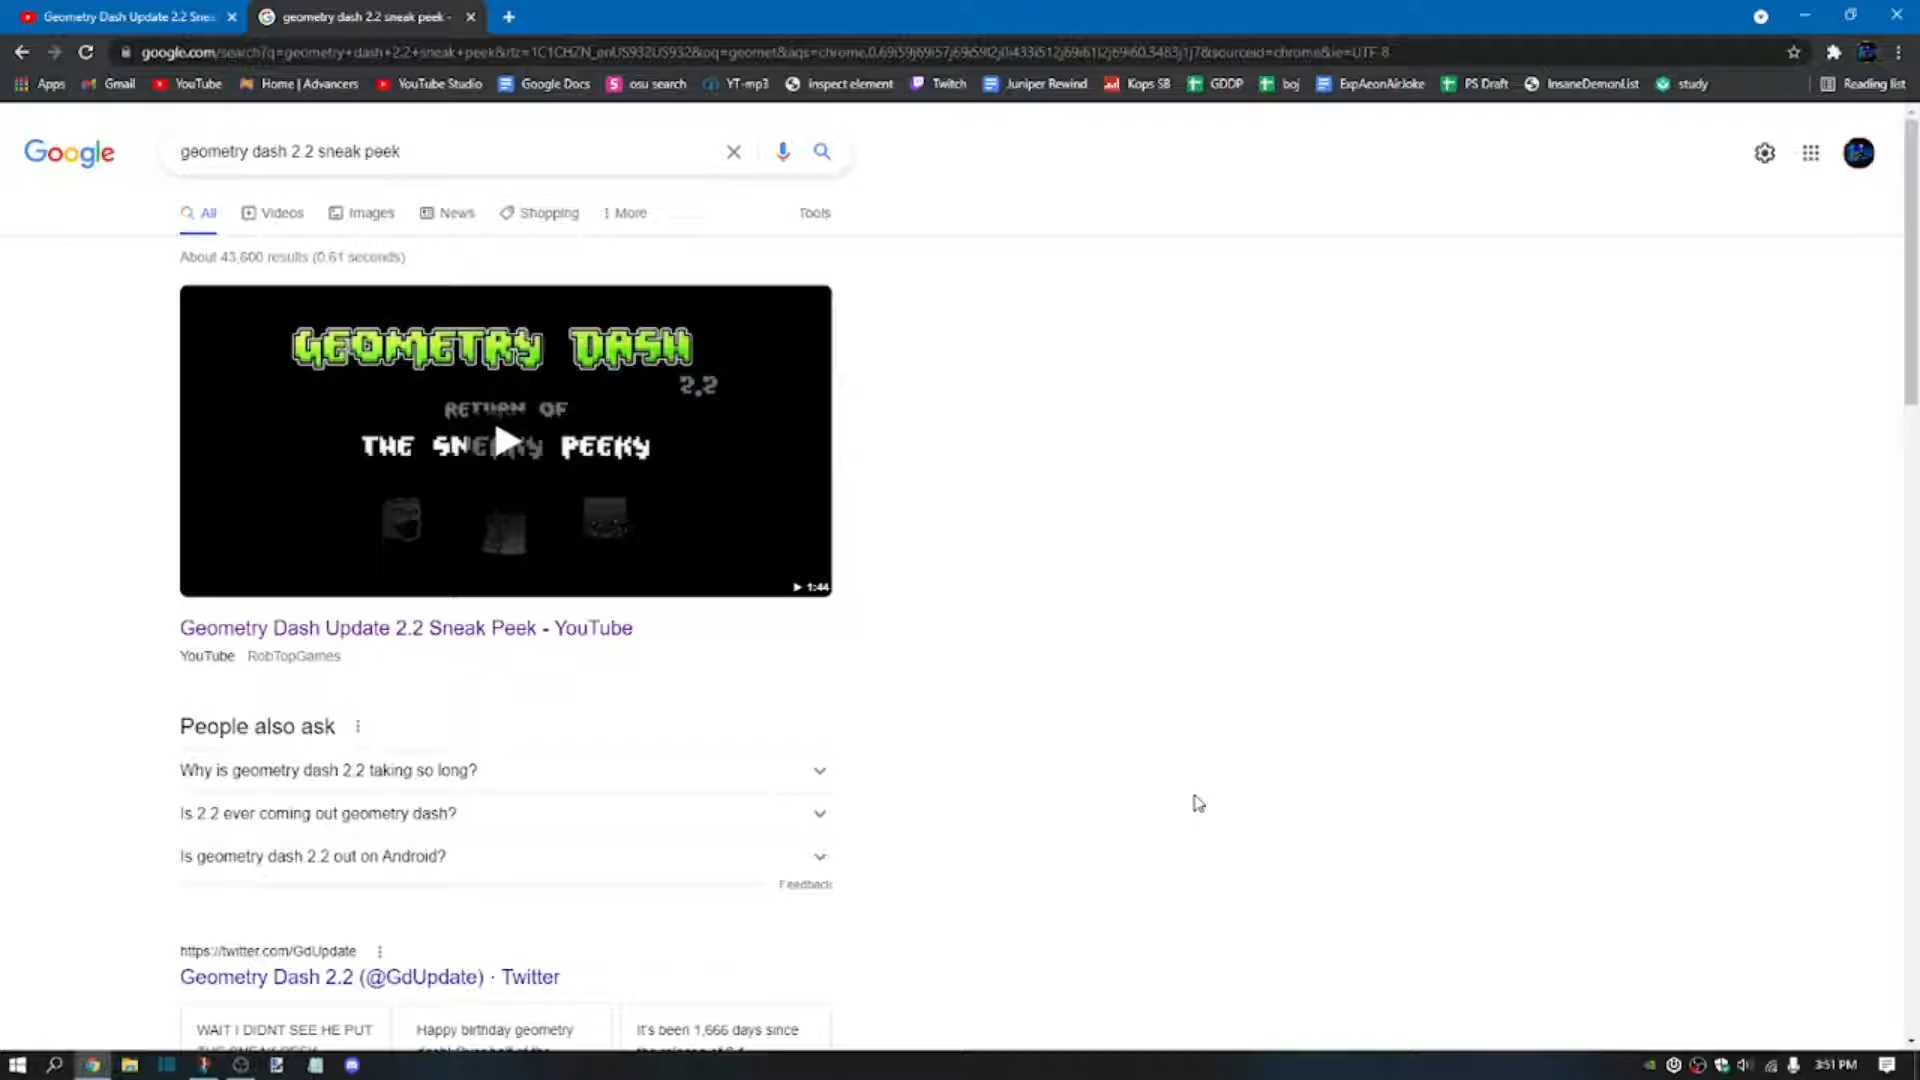 Geometry Dash Update 2.2 Snea
geometry dash 2.2 sneak peek -
Apps
Gmail
YouTube
Home | Advancers
YouTube Studio
Google Docs
osu search
YT-mp3
inspect element
Twitch
Juniper Rewind
Kops SB
GDDP
boj
ExpAeonAirJoke
PS Draft
InsaneDemonList
study
Reading list
Google
geometry dash 2.2 sneak peek
All
Videos
Images
News
Shopping
More
Tools
About 43,600 results (0.61 seconds)
GEOMETRY DASH
2.2
RETURN OF
THE SNEAKY PEEKY
1:44
Geometry Dash Update 2.2 Sneak Peek - YouTube
YouTube RobTopGames
People also ask
Why is geometry dash 2.2 taking so long?
Is 2.2 ever coming out geometry dash?
Is geometry dash 2.2 out on Android?
Feedback
https://twitter.com/GdUpdate
Geometry Dash 2.2 (@GdUpdate) · Twitter
WAIT I DIDNT SEE HE PUT
Happy birthday geometry
It's been 1,666 days since
3:51 PM